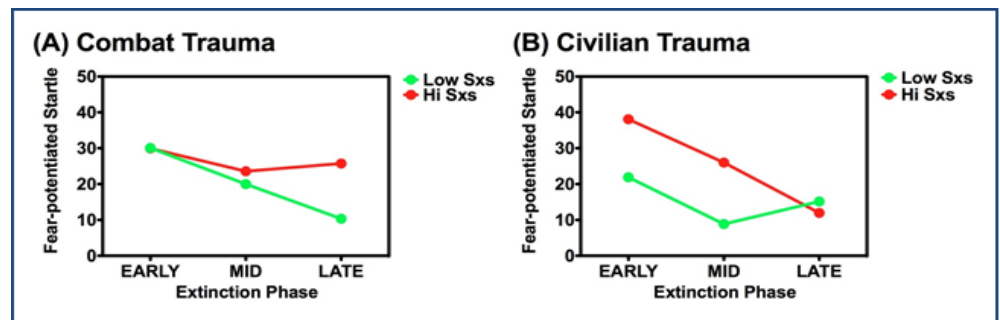 (A) Combat Trauma
Fear-potentiated Startle
50
40
30
20
10
0
EARLY MID LATE
Extinction Phase
Low Sxs
Hi Sxs
(B) Civilian Trauma
Fear-potentiated Startle
50
40
30
20
10
0
EARLY MID LATE
Extinction Phase
Low Sxs
Hi Sxs